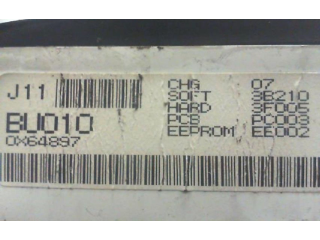 J11
CHG 07
SOFT 3B210
HARD 3F005
BU010
PCB PC003
0X64897
EEPROM EE002